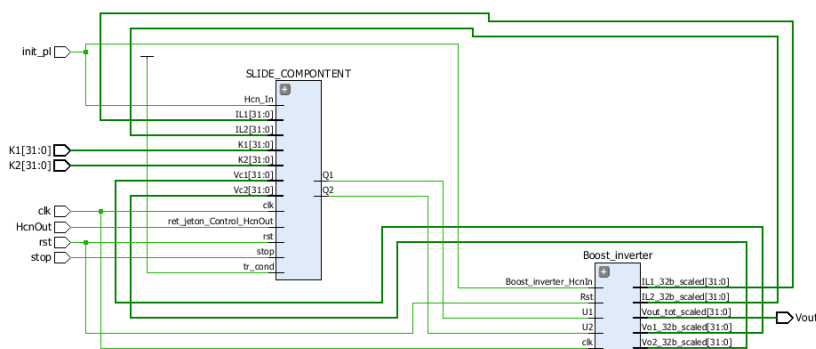 init_pl
K1[31:0]
K2[31:0]
clk
HcnOut
rst
stop
SLIDE_COMPONTENT
+
Hcn_In
IL1[31:0]
IL2[31:0]
K1[31:0]
K2[31:0]
Vc1[31:0]
Vc2[31:0]
clk
ret_jeton_Control_HcnOut
rst
stop
tr_cond
Q1
Q2
Boost_inverter
+
Boost_inverter_HcnIn
Rst
U1
U2
clk
IL1_32b_scaled[31:0]
IL2_32b_scaled[31:0]
Vout_tot_scaled[31:0]
Vo1_32b_scaled[31:0]
Vo2_32b_scaled[31:0]
Vout